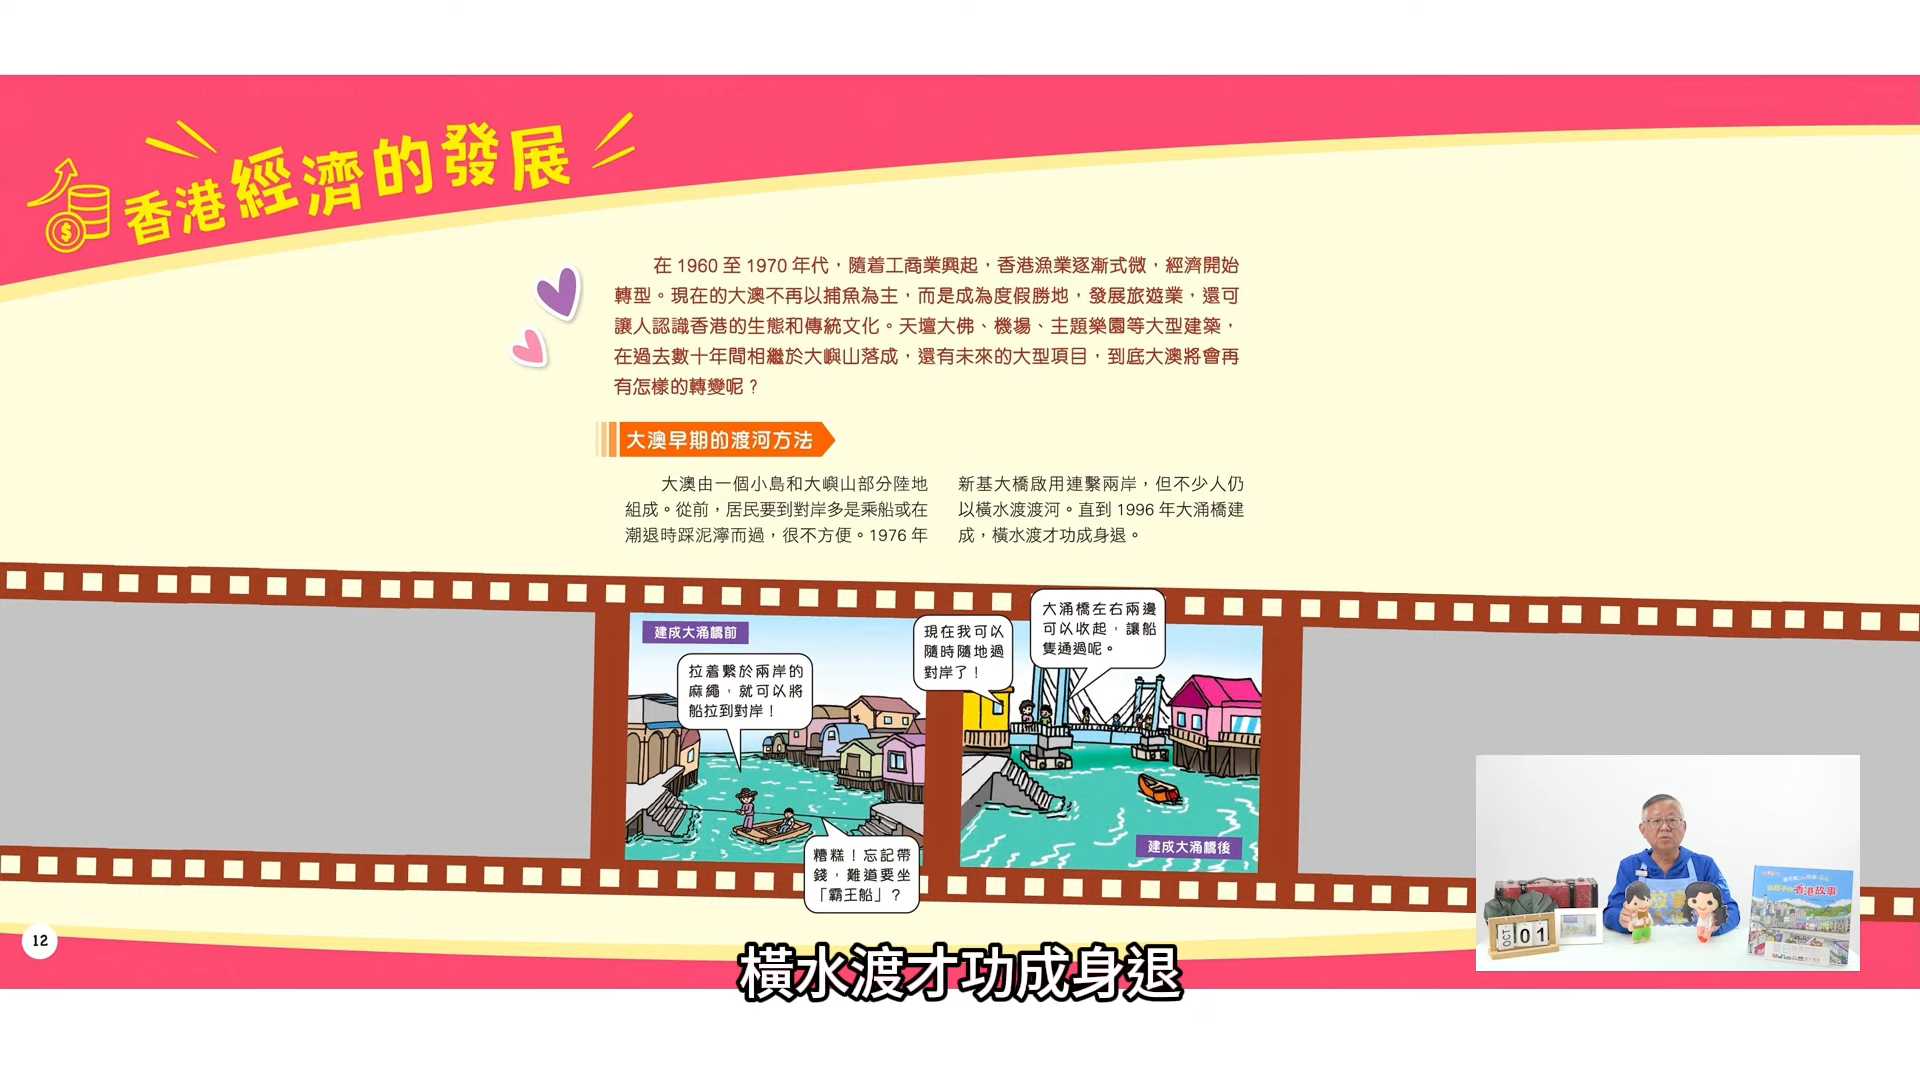 香港經濟的發展
在 1960 至 1970 年代，隨着工商業興起，香港漁業逐漸式微，經濟開始
轉型。現在的大澳不再以捕魚為主，而是成為度假勝地，發展旅遊業，還可
讓人認識香港的生態和傳統文化。天壇大佛、機場、主題樂園等大型建築，
在過去數十年間相繼於大嶼山落成，還有未來的大型項目，到底大澳將會再
有怎樣的轉變呢？
大澳早期的渡河方法
大澳由一個小島和大嶼山部分陸地
組成。從前，居民要到對岸多是乘船或在
潮退時踩泥濘而過，很不方便。1976 年
新基大橋啟用連繫兩岸，但不少人仍
以橫水渡渡河。直到 1996 年大涌橋建
成，橫水渡才功成身退。
建成大涌橋前
拉着繫於兩岸的
麻繩，就可以將
船拉到對岸！
糟糕！忘記帶
錢，難道要坐
「霸王船」？
現在我可以
隨時隨地過
對岸了！
大涌橋左右兩邊
可以收起，讓船
隻通過呢。
建成大涌橋後
OCT
01
香港故事
12
橫水渡才功成身退